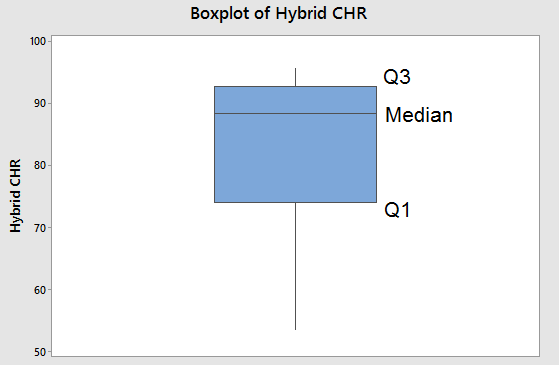 Boxplot of Hybrid CHR
100
90
80
70
60
50
Hybrid CHR
Q3
Median
Q1